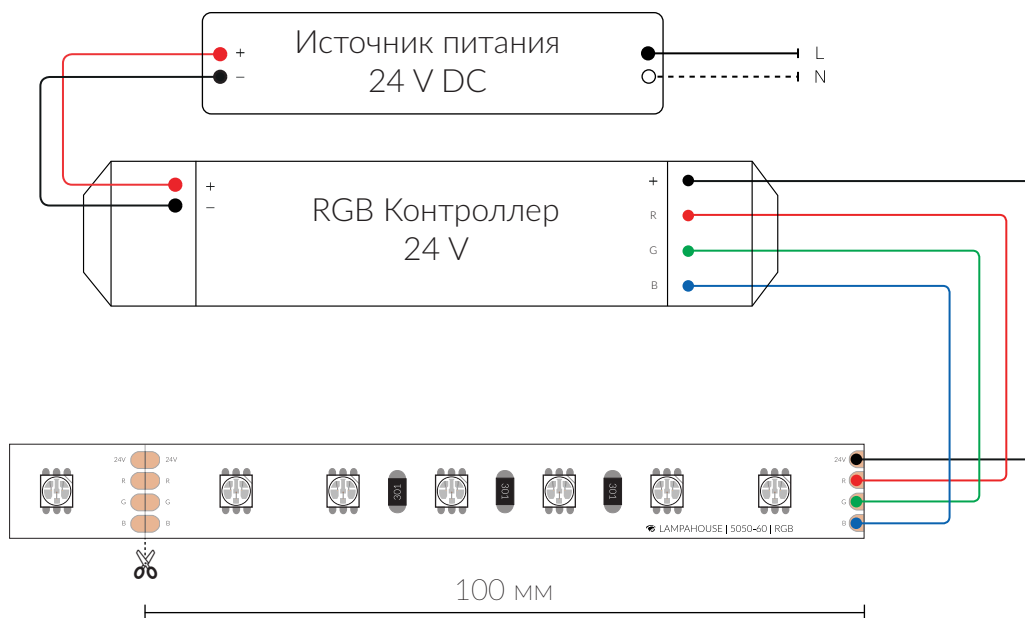 Источник питания
24 V DC
+
−
L
N
RGB Контроллер
24 V
+
−
+
R
G
B
24V 24V
R R
G G
B B
301
301
301
24V
R
G
B
LAMPAHOUSE | 5050-60 | RGB
100 мм